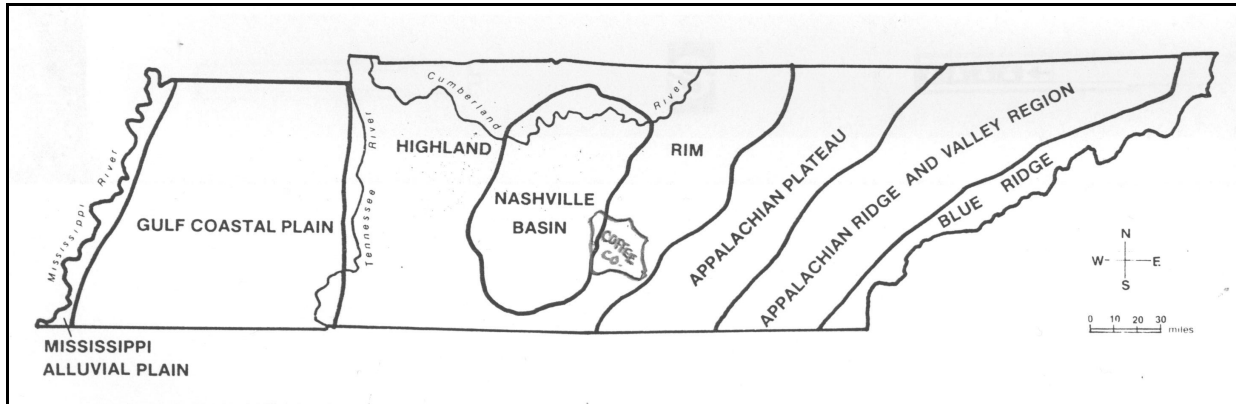 Mississippi River
GULF COASTAL PLAIN
Tennessee River
Cumberland River
HIGHLAND RIM
NASHVILLE
BASIN
COFFEE
CO.
APPALACHIAN PLATEAU
APPALACHIAN RIDGE AND VALLEY REGION
BLUE RIDGE
N
W E
S
0 10 20 30 miles
MISSISSIPPI
ALLUVIAL PLAIN